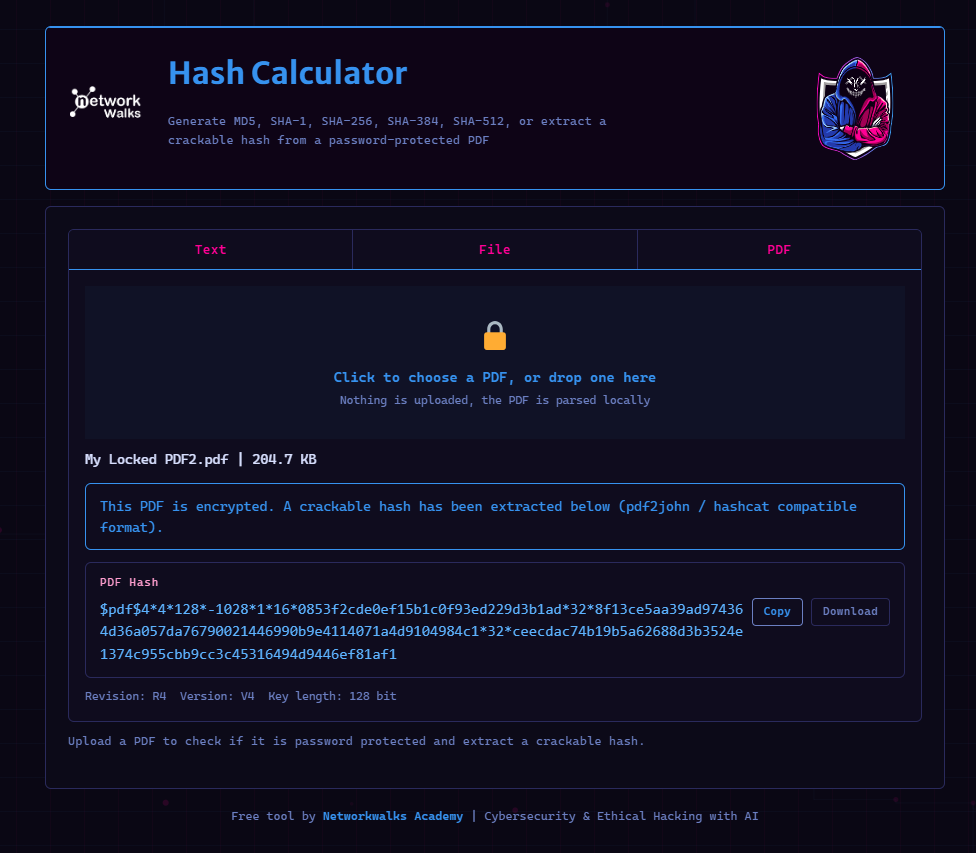 network
Walks
Hash Calculator
Generate MD5, SHA-1, SHA-256, SHA-384, SHA-512, or extract a
crackable hash from a password-protected PDF
Text
File
PDF
Click to choose a PDF, or drop one here
Nothing is uploaded, the PDF is parsed locally
My Locked PDF2.pdf | 204.7 KB
This PDF is encrypted. A crackable hash has been extracted below (pdf2john / hashcat compatible
format).
PDF Hash
$pdf$4*4*128*-1028*1*16*0853f2cde0ef15b1c0f93ed229d3b1ad*32*8f13ce5aa39ad97436
4d36a057da76790021446990b9e4114071a4d9104984c1*32*ceecdac74b19b5a62688d3b3524e
1374c955cbb9cc3c45316494d9446ef81af1
Copy
Download
Revision: R4  Version: V4  Key length: 128 bit
Upload a PDF to check if it is password protected and extract a crackable hash.
Free tool by Networkwalks Academy | Cybersecurity & Ethical Hacking with AI